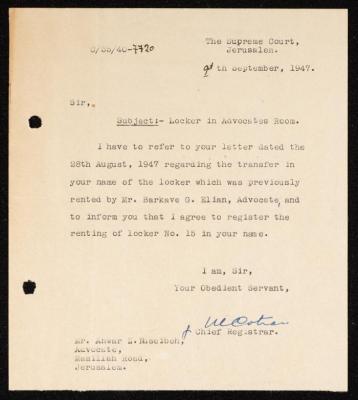 C/55/40-7720
The Supreme Court,
Jerusalem.
9th September, 1947.
Sir,
Subject:- Locker in Advocates Room.
I have to refer to your letter dated the
28th August, 1947 regarding the transfer in
your name of the locker which was previously
rented by Mr. Barkave G. Elian, Advocate, and
to inform you that I agree to register the
renting of locker No. 15 in your name.
I am, Sir,
Your Obedient Servant,
Chief Registrar.
Mr. Anwar Z.
Advocate,
Mamillah Road,
Jerusalem.